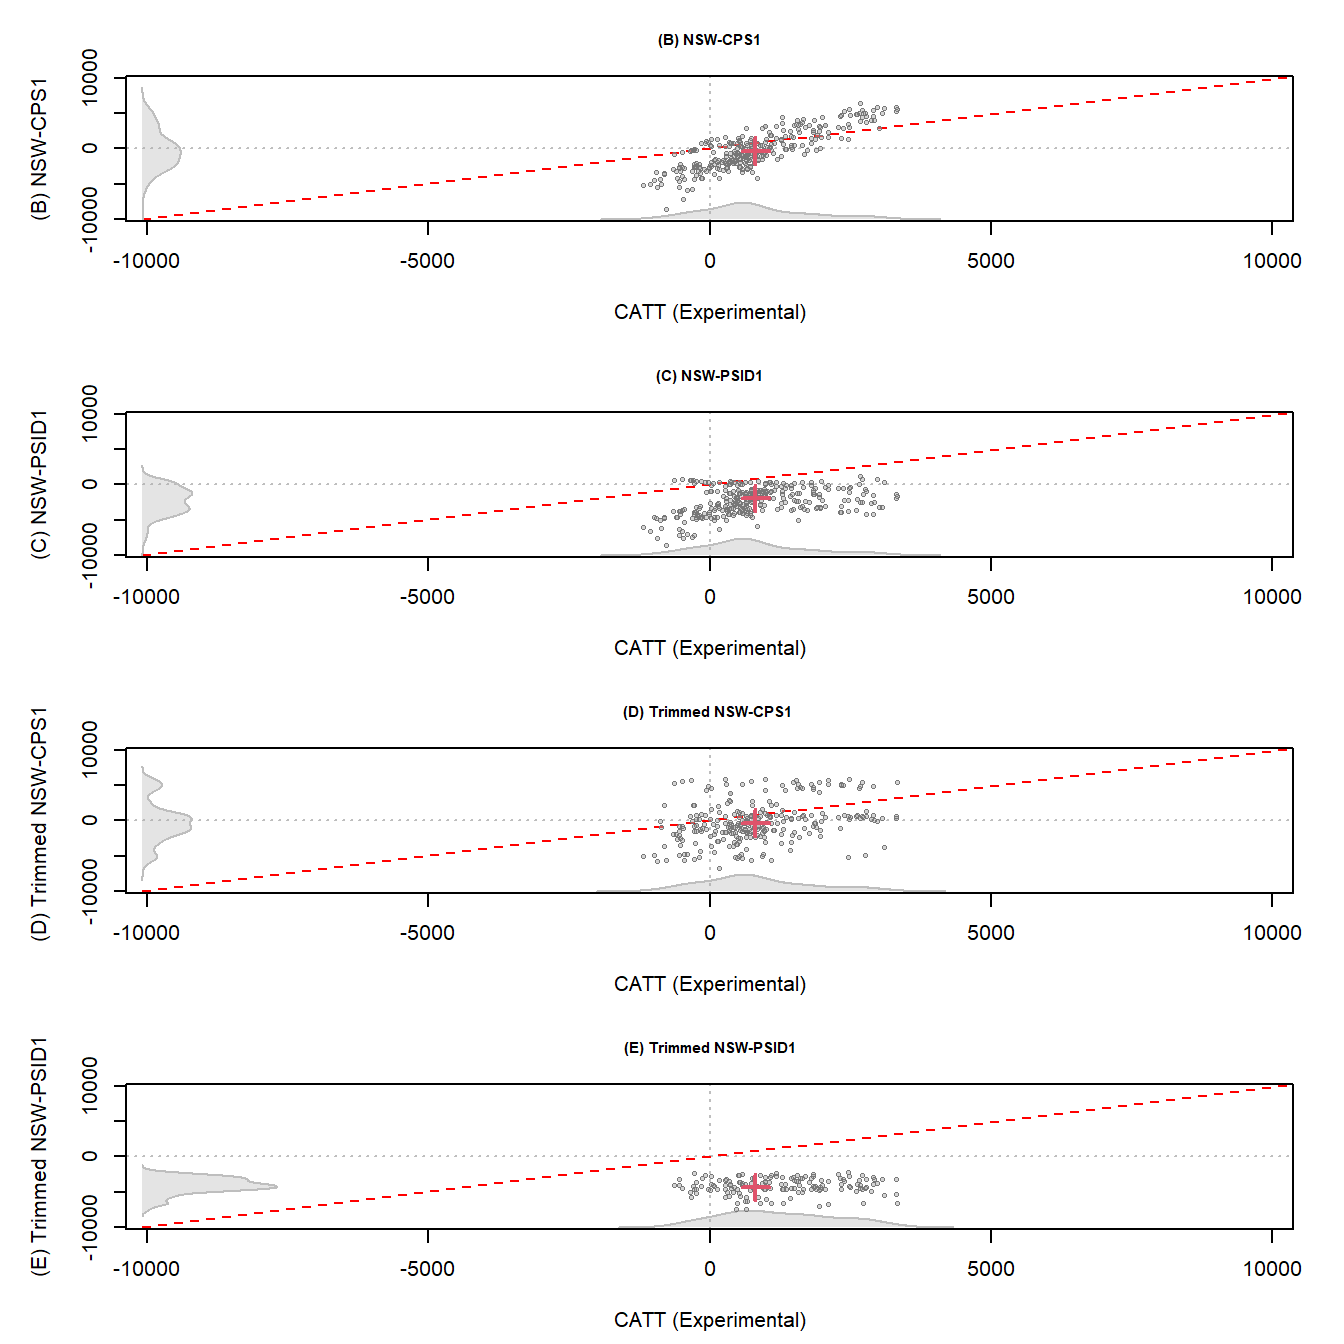 (B) NSW-CPS1
(B) NSW-CPS1
10000
0
-10000
-10000 -5000 0 5000 10000
CATT (Experimental)
(C) NSW-PSID1
(C) NSW-PSID1
10000
0
-10000
-10000 -5000 0 5000 10000
CATT (Experimental)
(D) Trimmed NSW-CPS1
(D) Trimmed NSW-CPS1
10000
0
-10000
-10000 -5000 0 5000 10000
CATT (Experimental)
(E) Trimmed NSW-PSID1
(E) Trimmed NSW-PSID1
10000
0
-10000
-10000 -5000 0 5000 10000
CATT (Experimental)